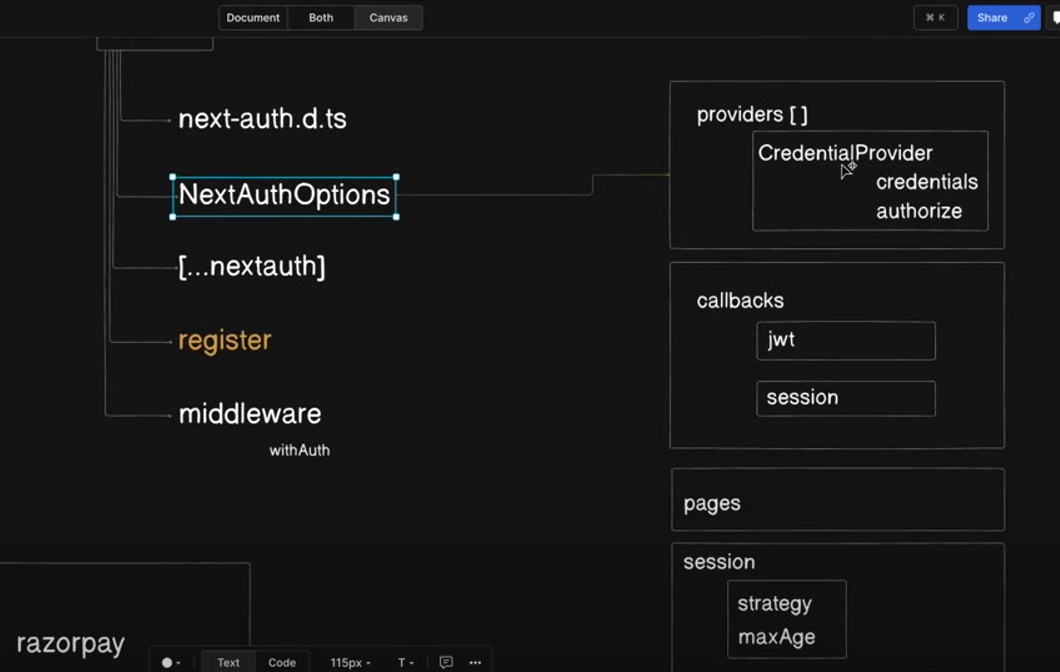 Document Both Canvas
⌘ K
Share
next-auth.d.ts
NextAuthOptions
[...nextauth]
register
middleware
withAuth
razorpay
providers [ ]
CredentialProvider
credentials
authorize
callbacks
jwt
session
pages
session
strategy
maxAge
Text Code 115px T